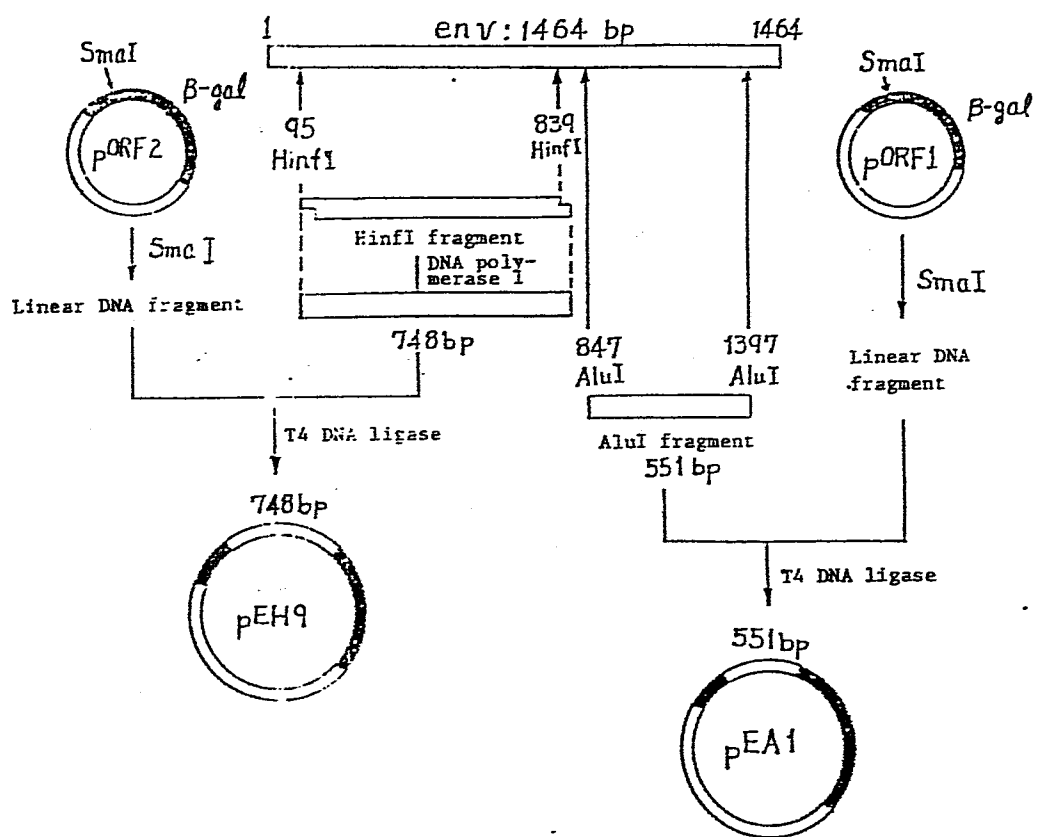 1 env: 1464 bp 1464
SmaI
β-gal
pORF2
SmaI
β-gal
pORF1
95
HinfI
839
HinfI
HinfI fragment
DNA poly-
merase I
748bp
SmaI
Linear DNA fragment
T4 DNA ligase
748bp
pEH9
847
AluI
1397
AluI
AluI fragment
551bp
SmaI
Linear DNA
fragment
T4 DNA ligase
551bp
pEA1